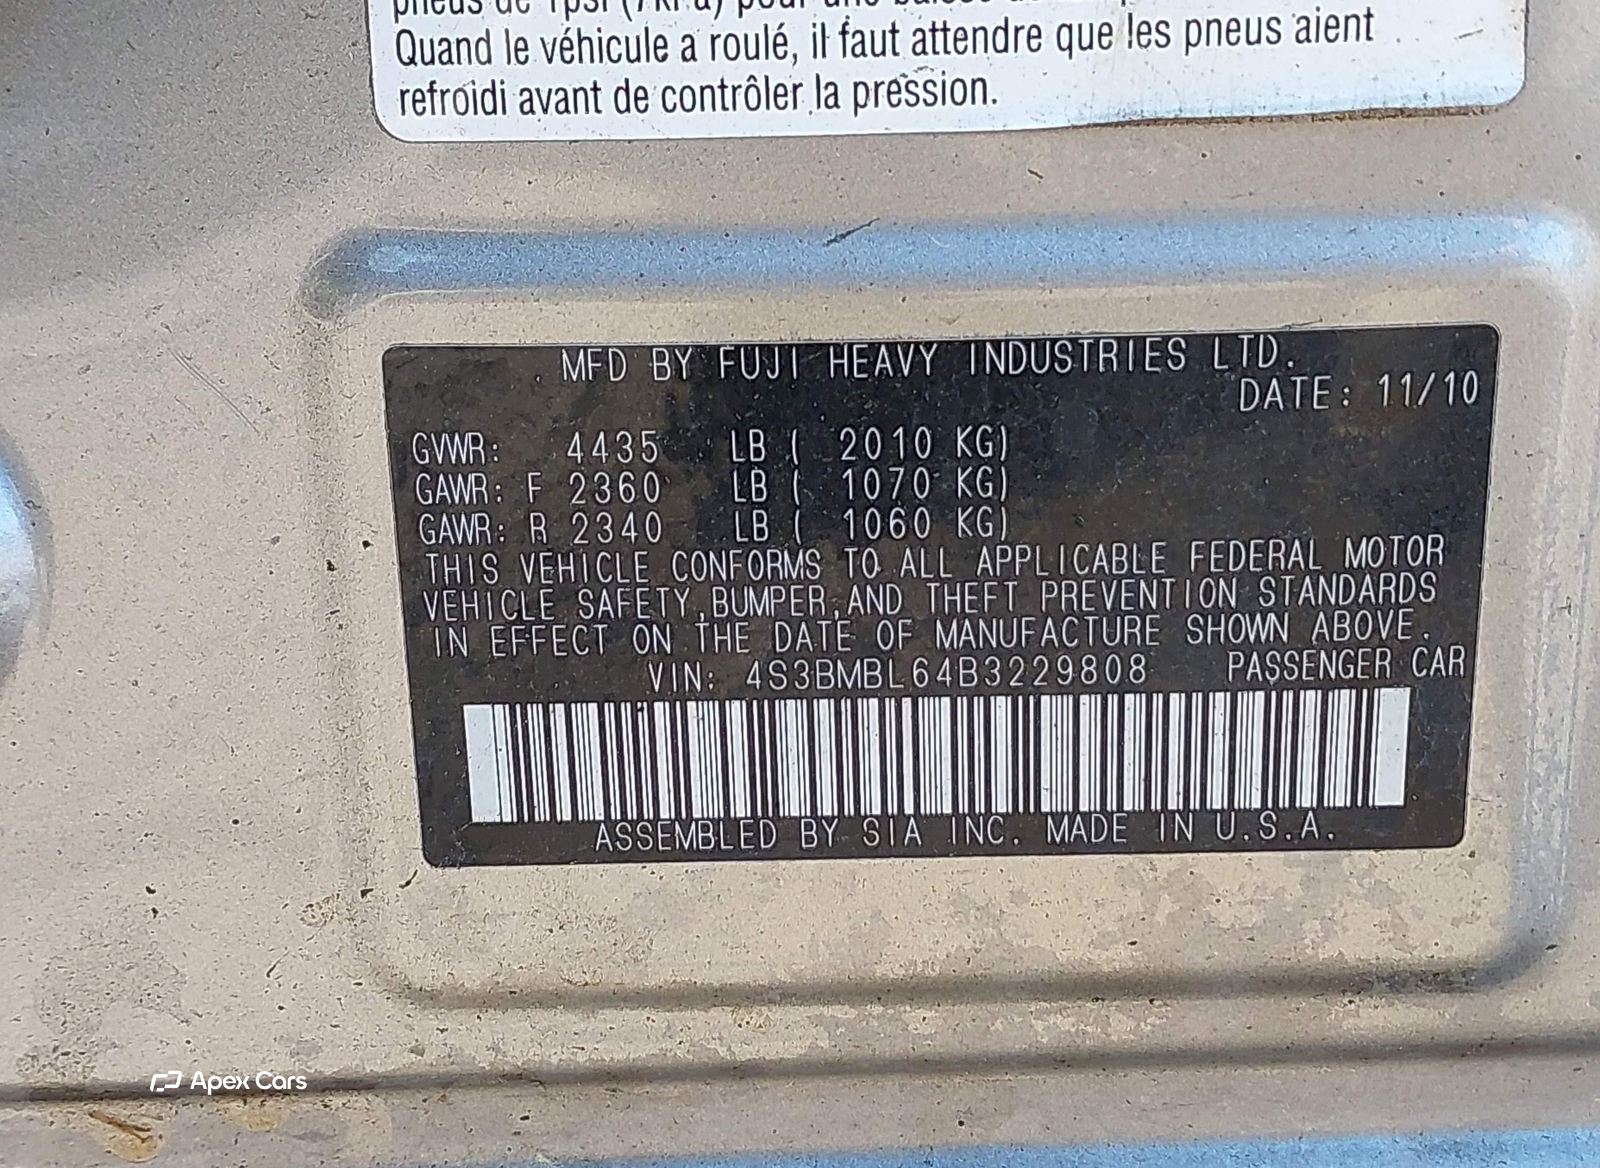 Quand le véhicule a roulé, il faut attendre que les pneus aient
refroidi avant de contrôler la pression.
MFD BY FUJI HEAVY INDUSTRIES LTD.
DATE: 11/10
GVWR: 4435 LB ( 2010 KG)
GAWR: F 2360 LB ( 1070 KG)
GAWR: R 2340 LB ( 1060 KG)
THIS VEHICLE CONFORMS TO ALL APPLICABLE FEDERAL MOTOR
VEHICLE SAFETY,BUMPER,AND THEFT PREVENTION STANDARDS
IN EFFECT ON THE DATE OF MANUFACTURE SHOWN ABOVE.
VIN: 4S3BMBL64B3229808 PASSENGER CAR
ASSEMBLED BY SIA INC. MADE IN U.S.A.
Apex Cars